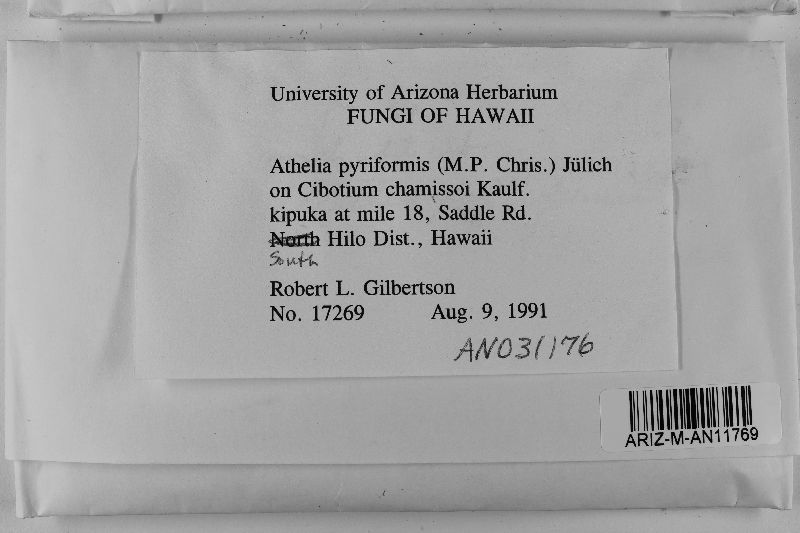 University of Arizona Herbarium
FUNGI OF HAWAII
Athelia pyriformis (M.P. Chris.) Jülich
on Cibotium chamissoi Kaulf.
kipuka at mile 18, Saddle Rd.
North Hilo Dist., Hawaii
South
Robert L. Gilbertson
No. 17269 Aug. 9, 1991
AN031176
ARIZ-M-AN11769